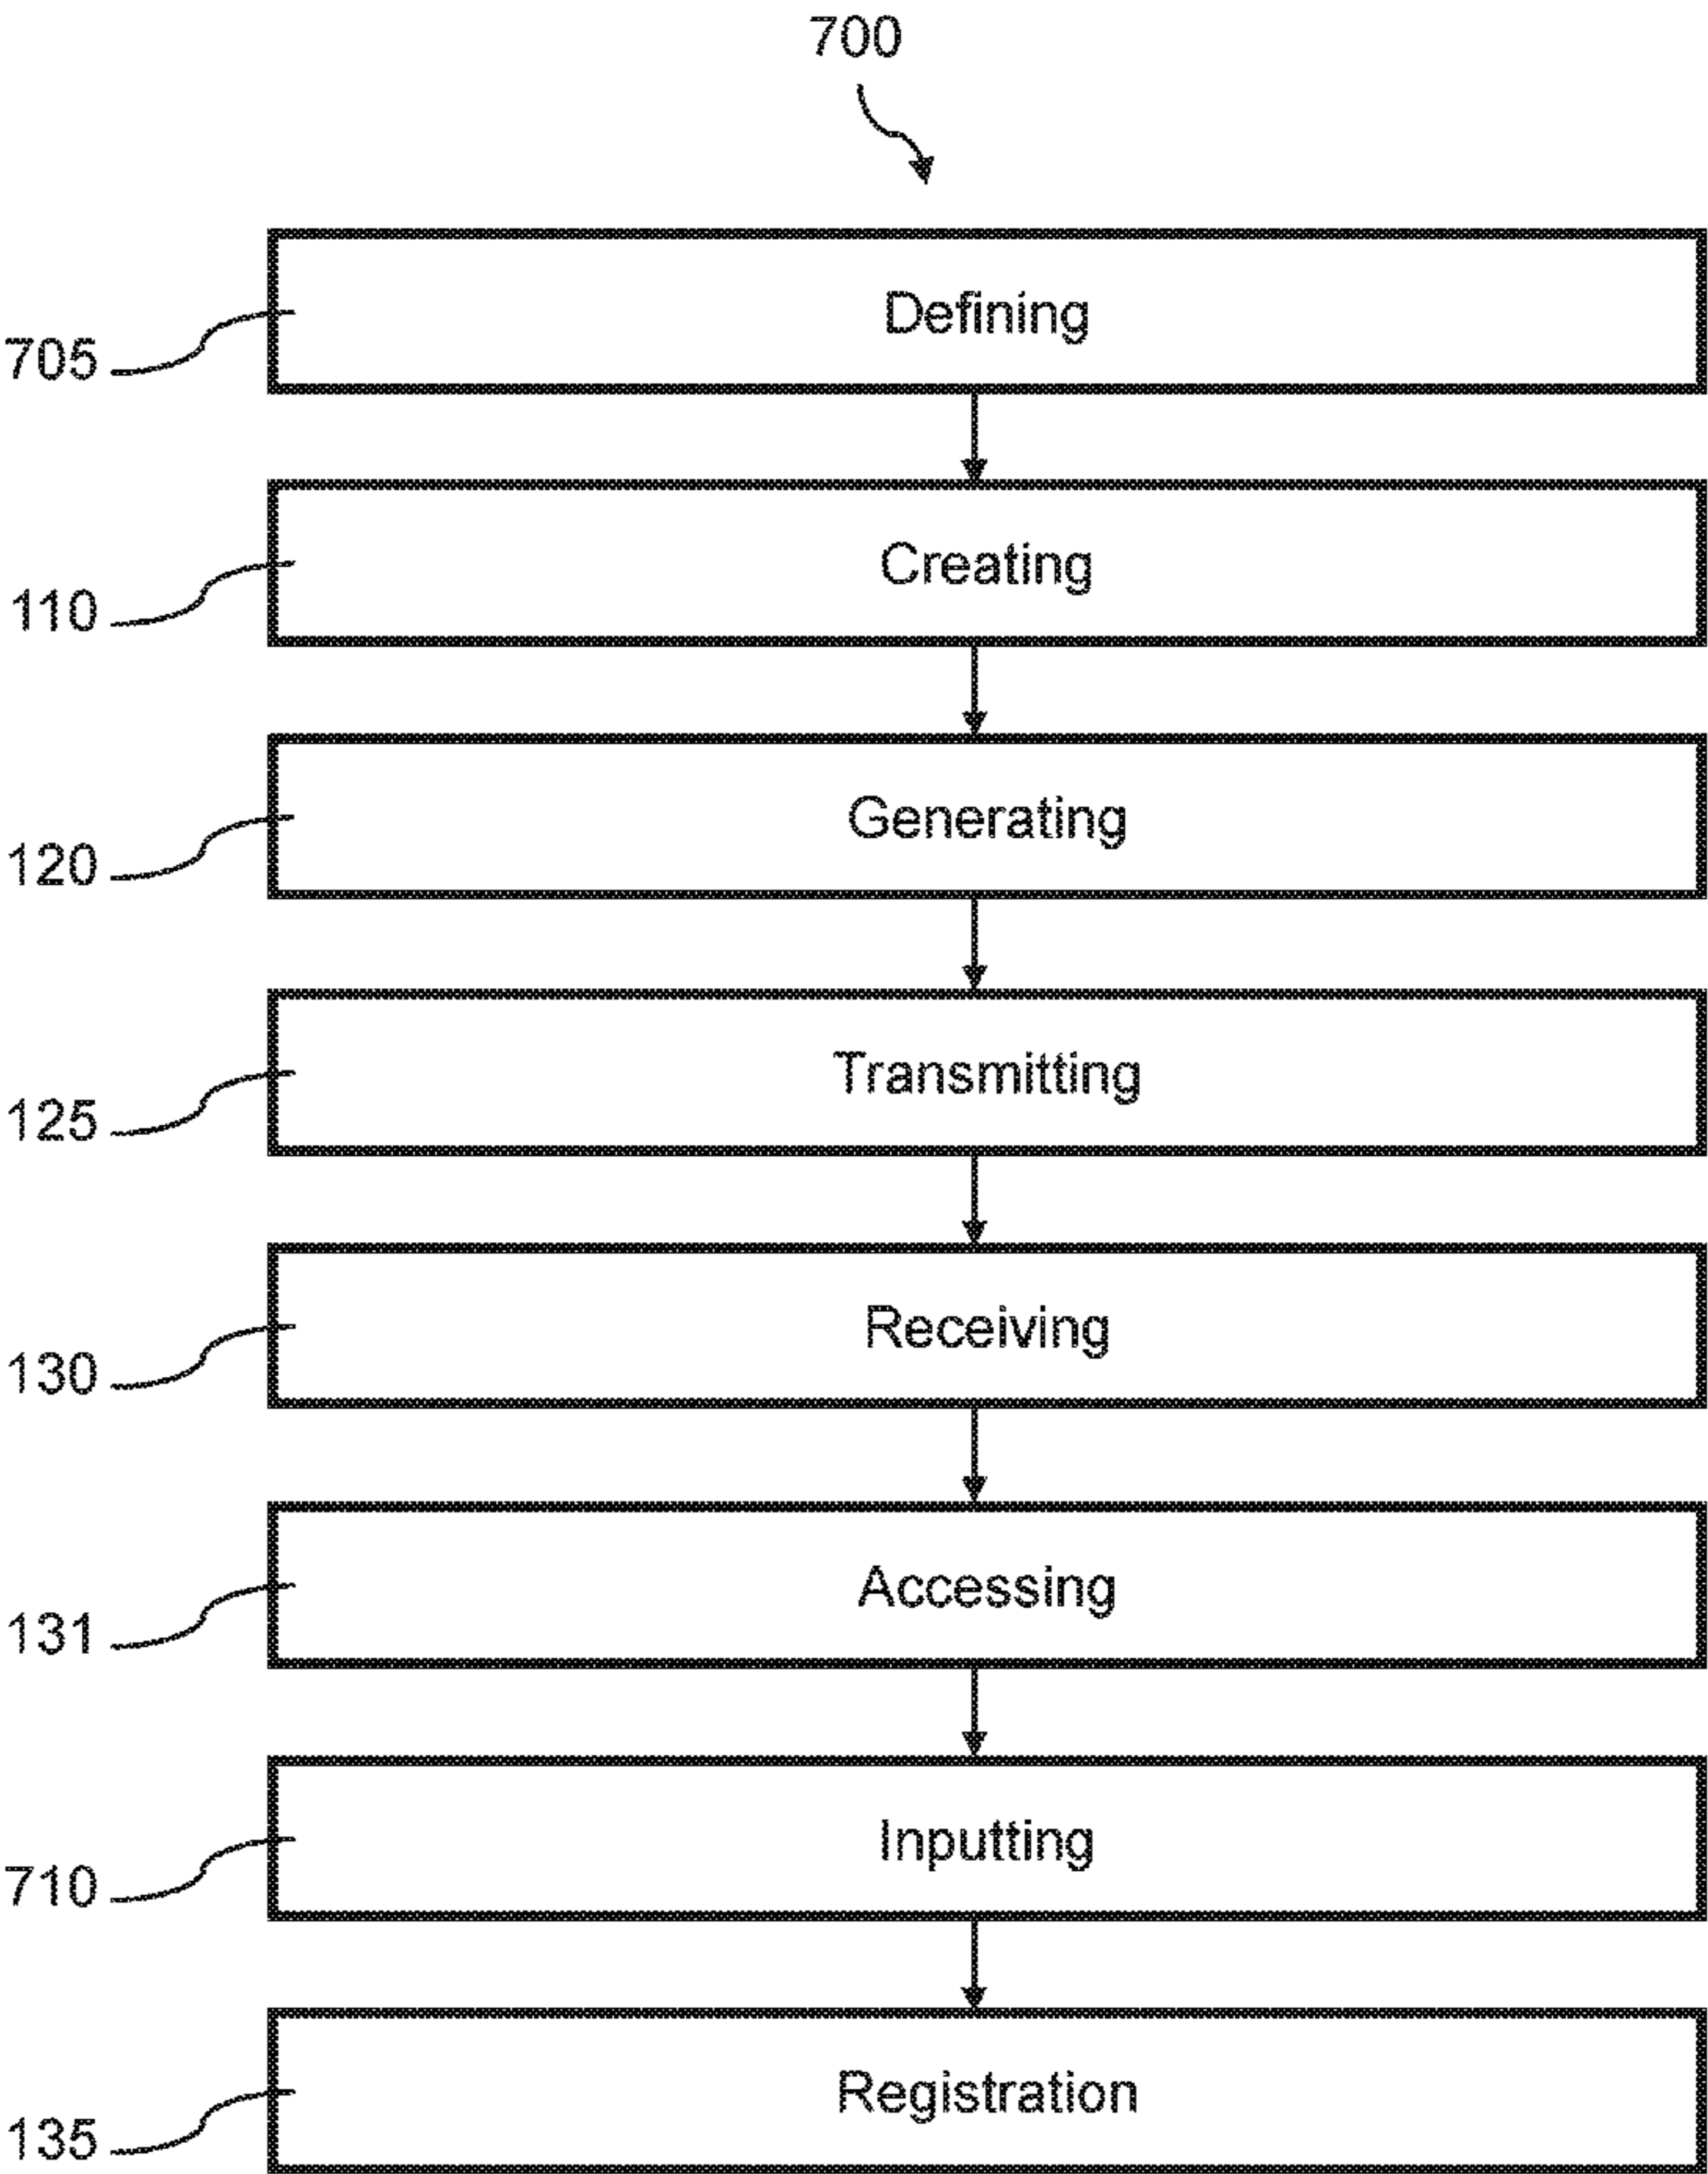 700
Defining
705
Creating
110
Generating
120
Transmitting
125
Receiving
130
Accessing
131
Inputting
710
Registration
135